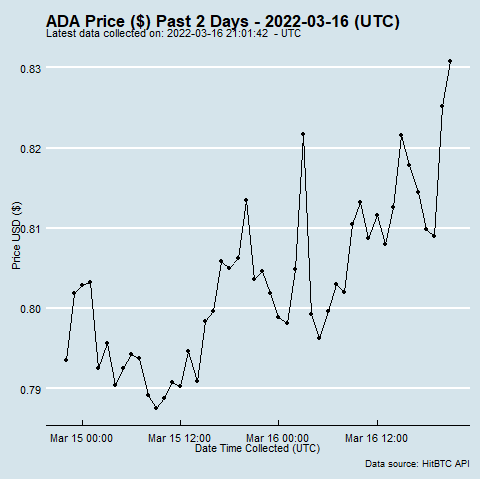 ADA Price ($) Past 2 Days - 2022-03-16 (UTC)
Latest data collected on: 2022-03-16 21:01:42  - UTC
0.83
0.82
0.81
0.80
0.79
Price USD ($)
Mar 15 00:00 Mar 15 12:00 Mar 16 00:00 Mar 16 12:00
Date Time Collected (UTC)
Data source: HitBTC API